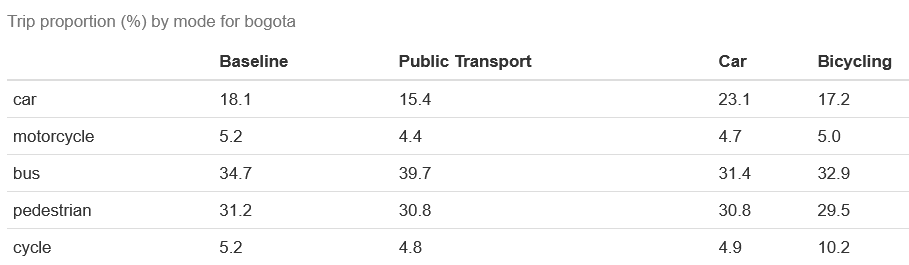 Trip proportion (%) by mode for bogota
Baseline Public Transport Car Bicycling
car 18.1 15.4 23.1 17.2
motorcycle 5.2 4.4 4.7 5.0
bus 34.7 39.7 31.4 32.9
pedestrian 31.2 30.8 30.8 29.5
cycle 5.2 4.8 4.9 10.2